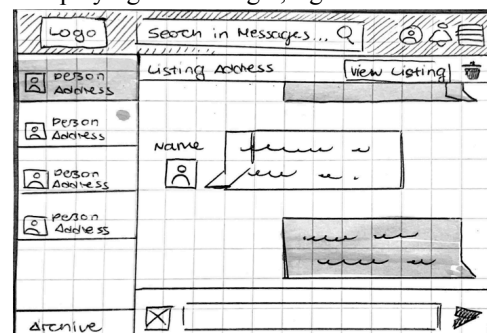 Logo
Search in Messages...
Listing Address
View Listing
Person
Address
Person
Address
Person
Address
Person
Address
Name
Archive